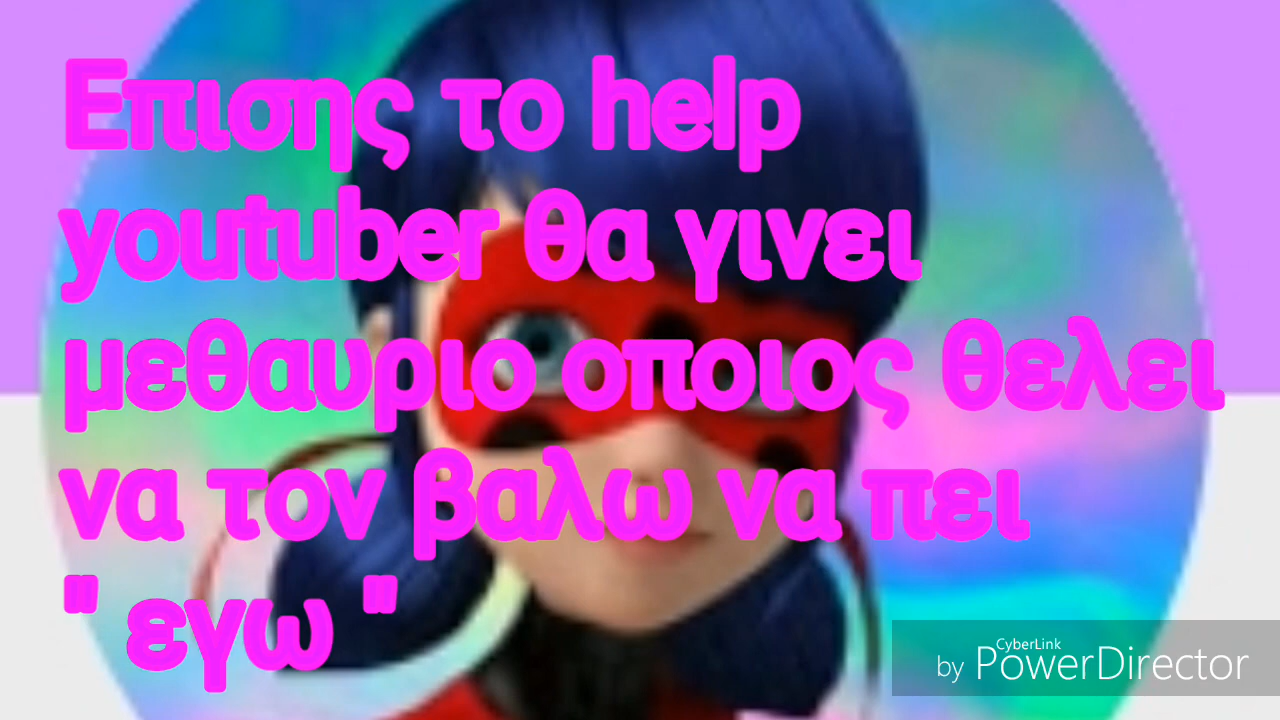 Επισης το help
youtuber θα γινει
μεθαυριο οποιος θελει
να τον βαλω να πει
" εγω "
CyberLink
by PowerDirector